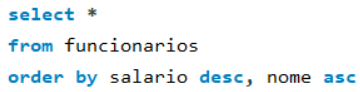 select *
from funcionarios
order by salario desc, nome asc